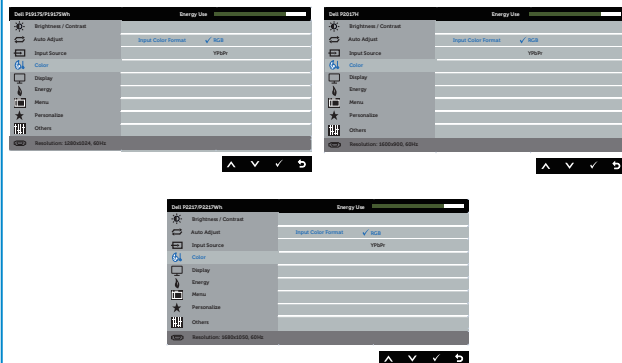 Dell P1917S/P1917SWh Energy Use
Brightness / Contrast
Auto Adjust Input Color Format ✓ RGB
Input Source YPbPr
Color
Display
Energy
Menu
Personalize
Others
Resolution: 1280x1024, 60Hz
Dell P2017H Energy Use
Brightness / Contrast
Auto Adjust Input Color Format ✓ RGB
Input Source YPbPr
Color
Display
Energy
Menu
Personalize
Others
Resolution: 1600x900, 60Hz
Dell P2217/P2217Wh Energy Use
Brightness / Contrast
Auto Adjust Input Color Format ✓ RGB
Input Source YPbPr
Color
Display
Energy
Menu
Personalize
Others
Resolution: 1680x1050, 60Hz